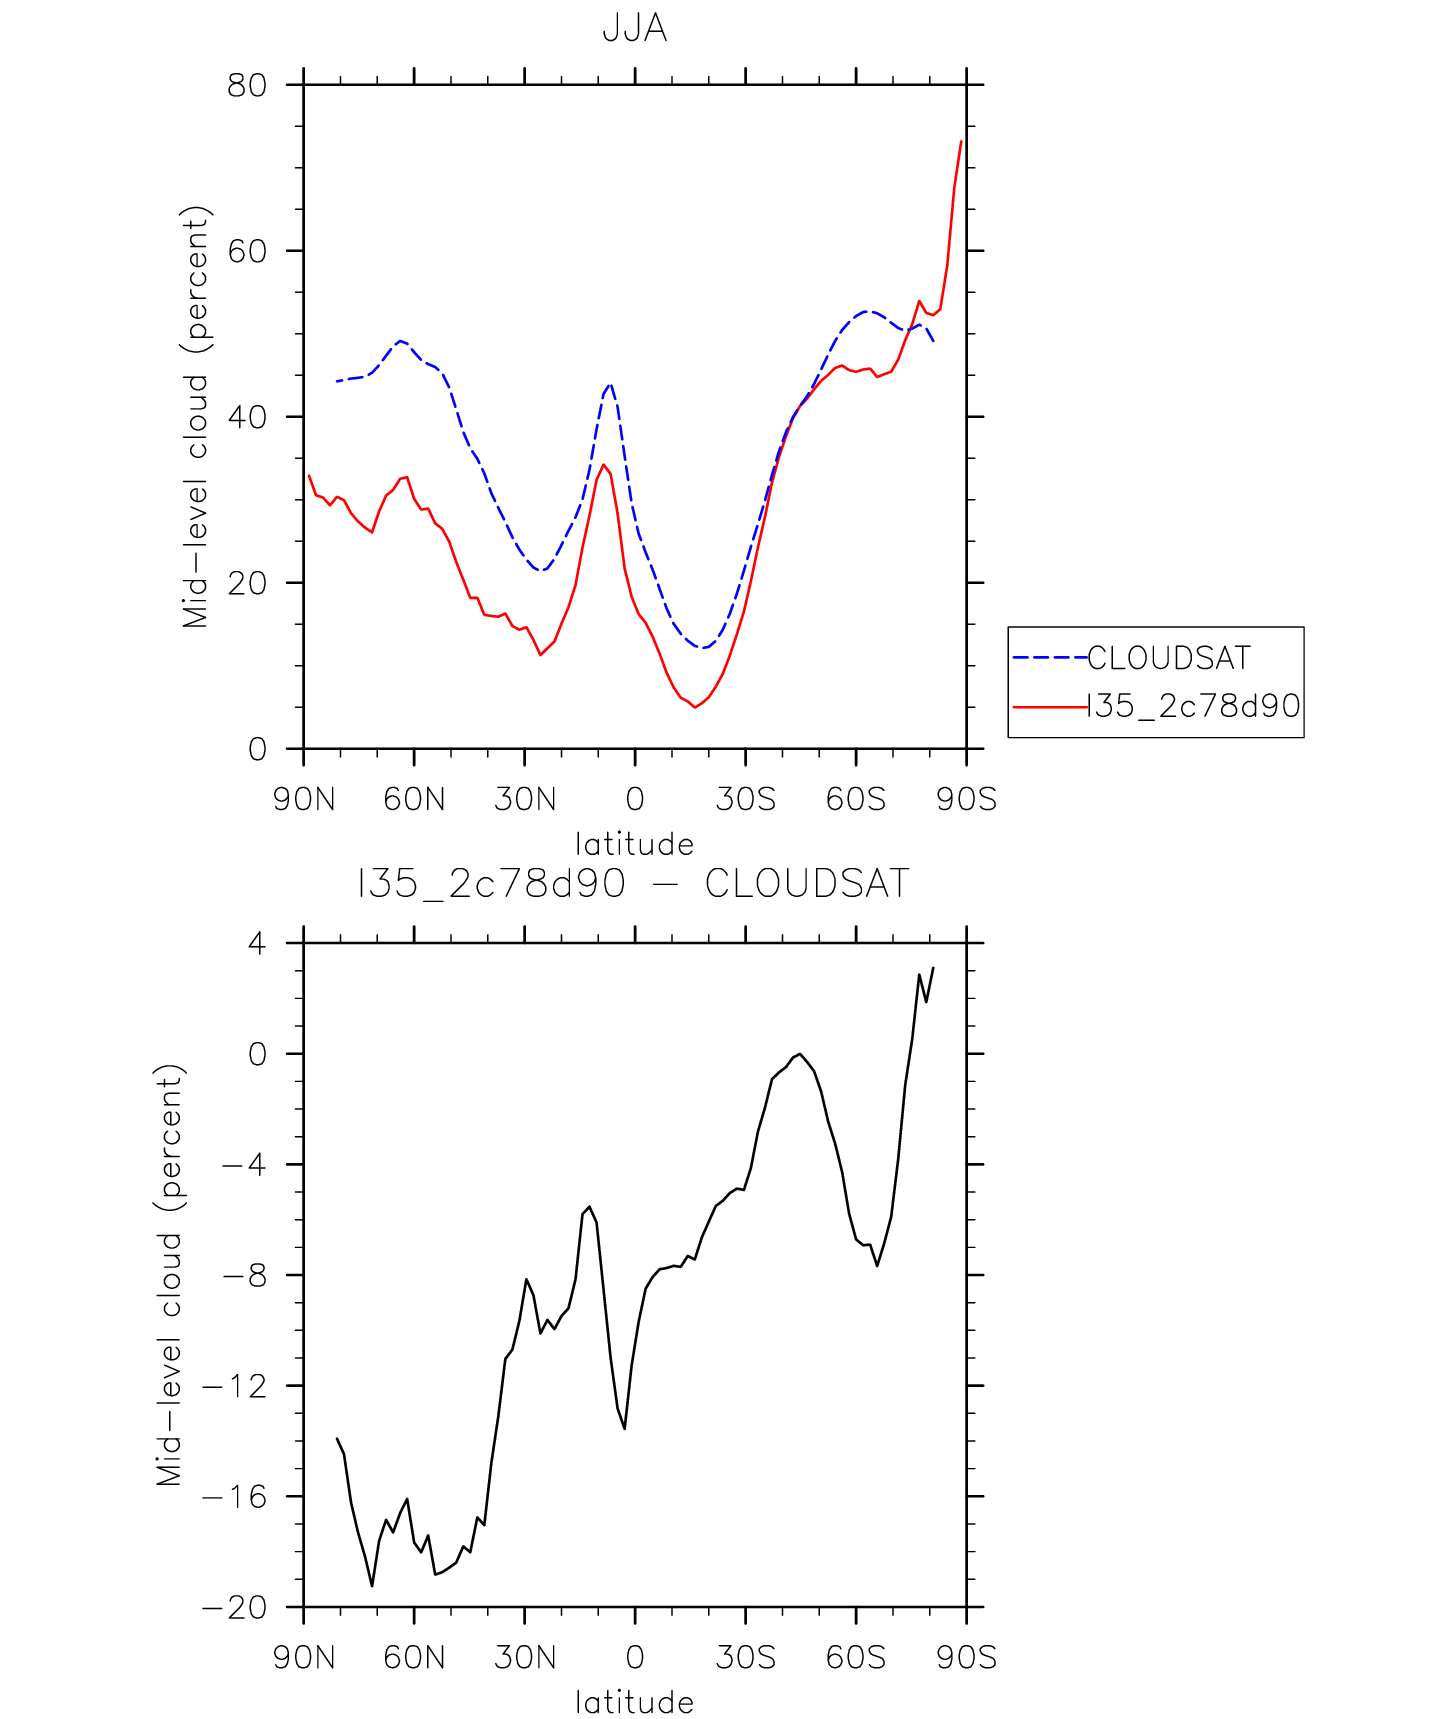 JJA
80
60
40
20
0
Mid-level cloud (percent)
90N 60N 30N 0 30S 60S 90S
latitude
CLOUDSAT
I35_2c78d90
I35_2c78d90 - CLOUDSAT
4
0
-4
-8
-12
-16
-20
Mid-level cloud (percent)
90N 60N 30N 0 30S 60S 90S
latitude